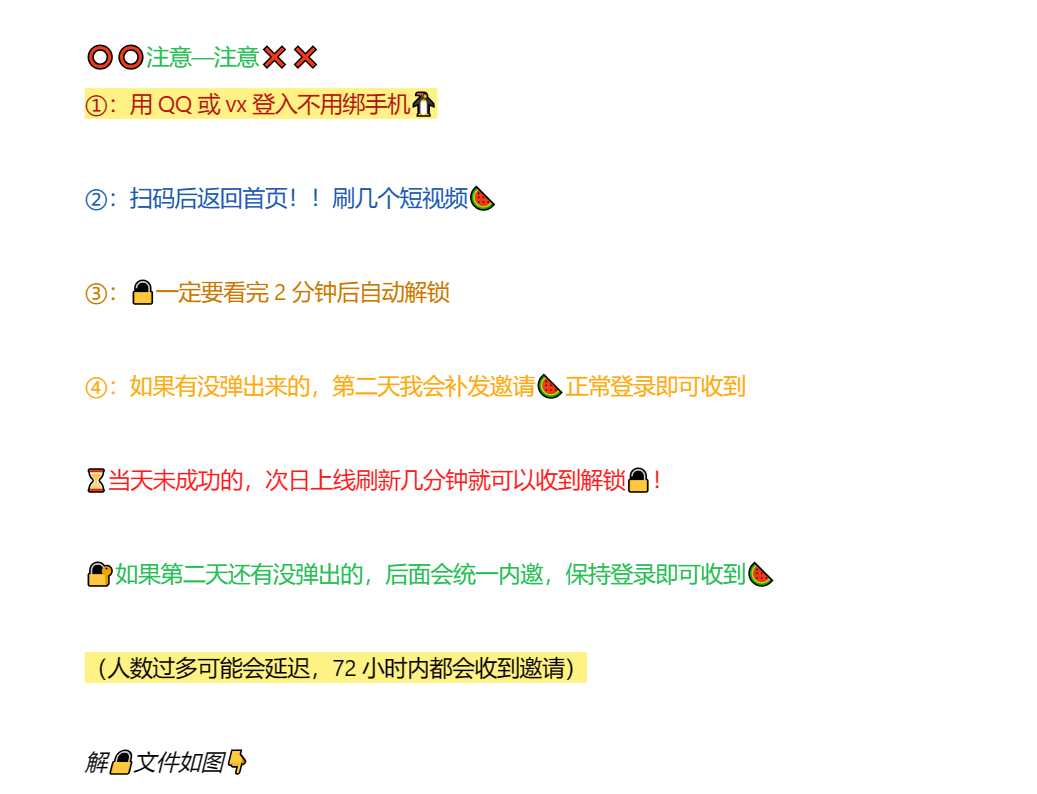 ⭕⭕注意—注意❌❌
①：用 QQ 或 vx 登入不用绑手机🐧
②：扫码后返回首页！！刷几个短视频🍉
③：🔒一定要看完 2 分钟后自动解锁
④：如果有没弹出来的，第二天我会补发邀请🍉正常登录即可收到
⏳当天未成功的，次日上线刷新几分钟就可以收到解锁🔒！
🔐如果第二天还有没弹出的，后面会统一内邀，保持登录即可收到🍉
（人数过多可能会延迟，72 小时内都会收到邀请）
解🔒文件如图👇